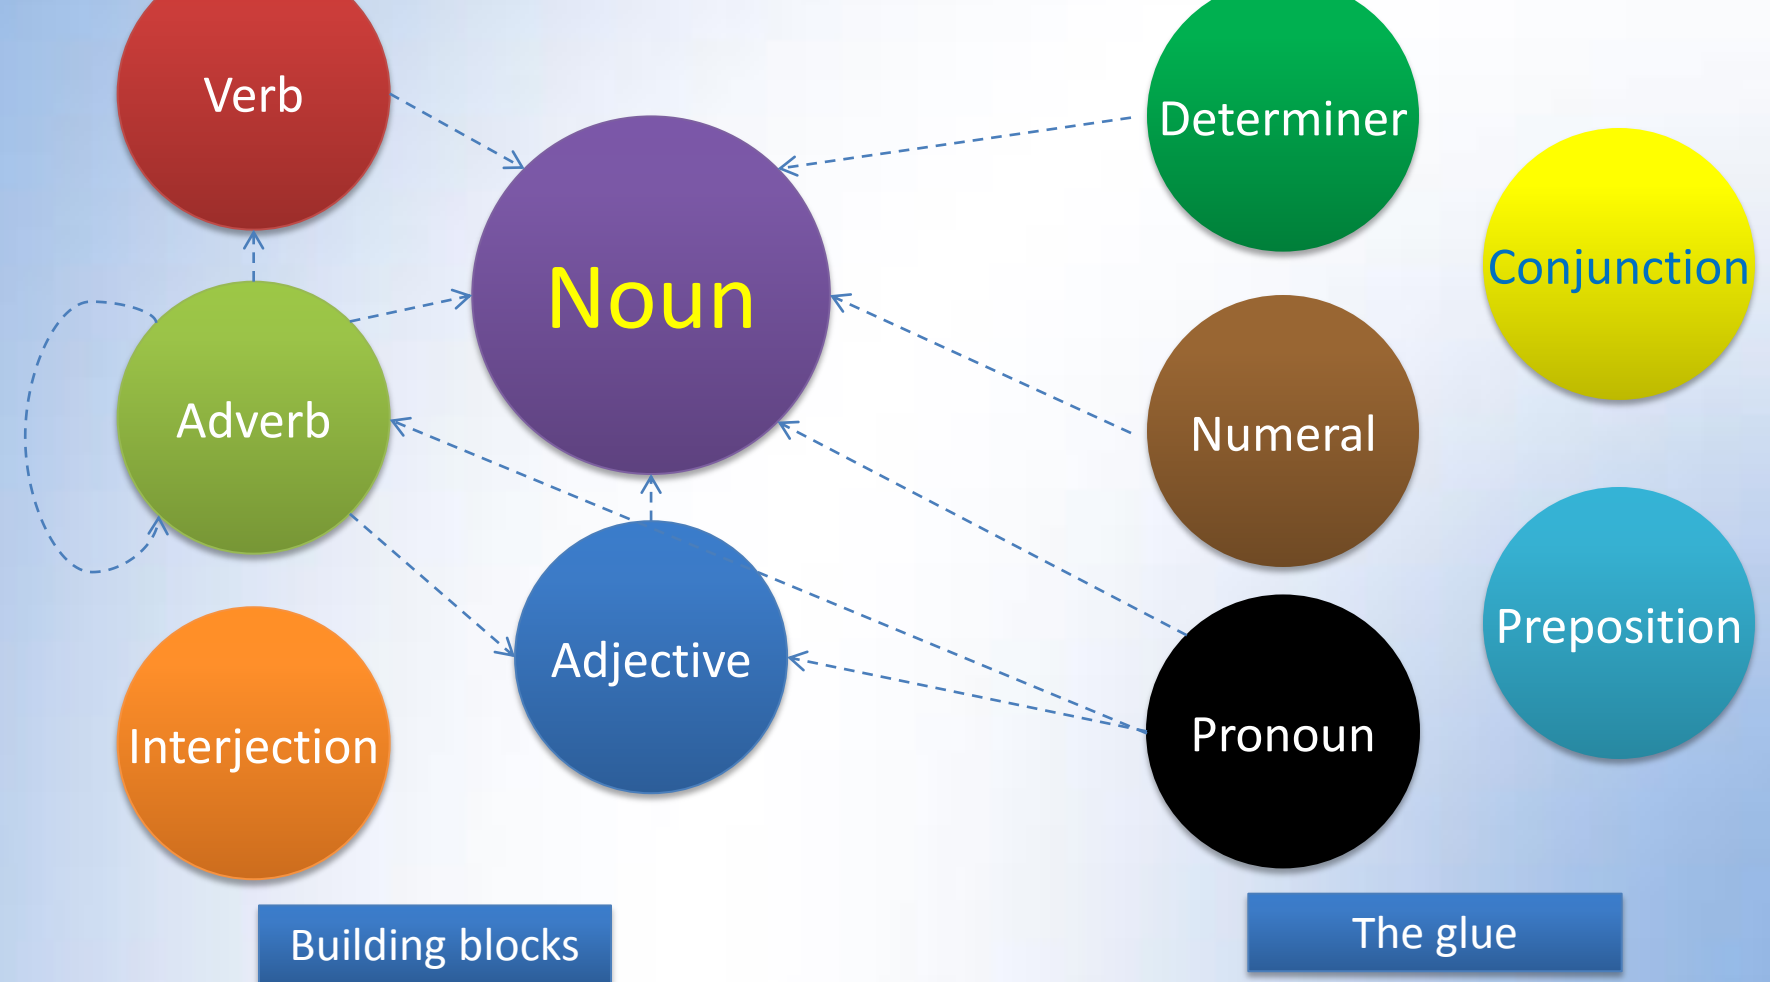 Verb
Determiner
Conjunction
Noun
Adverb
Numeral
Preposition
Adjective
Pronoun
Interjection
Building blocks
The glue